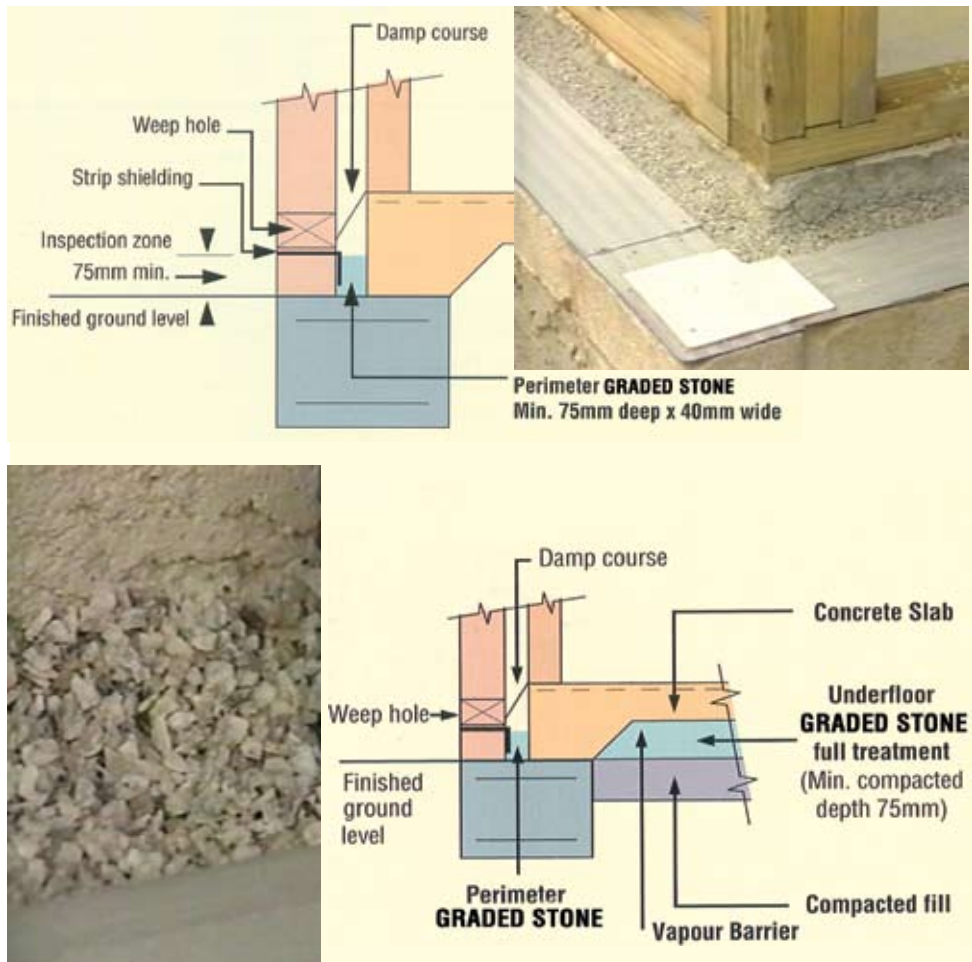 Damp course
Weep hole
Strip shielding
Inspection zone
75mm min.
Finished ground level
Perimeter GRADED STONE
Min. 75mm deep x 40mm wide
Damp course
Concrete Slab
Weep hole
Underfloor
GRADED STONE
full treatment
(Min. compacted
depth 75mm)
Finished
ground
level
Perimeter
GRADED STONE
Compacted fill
Vapour Barrier